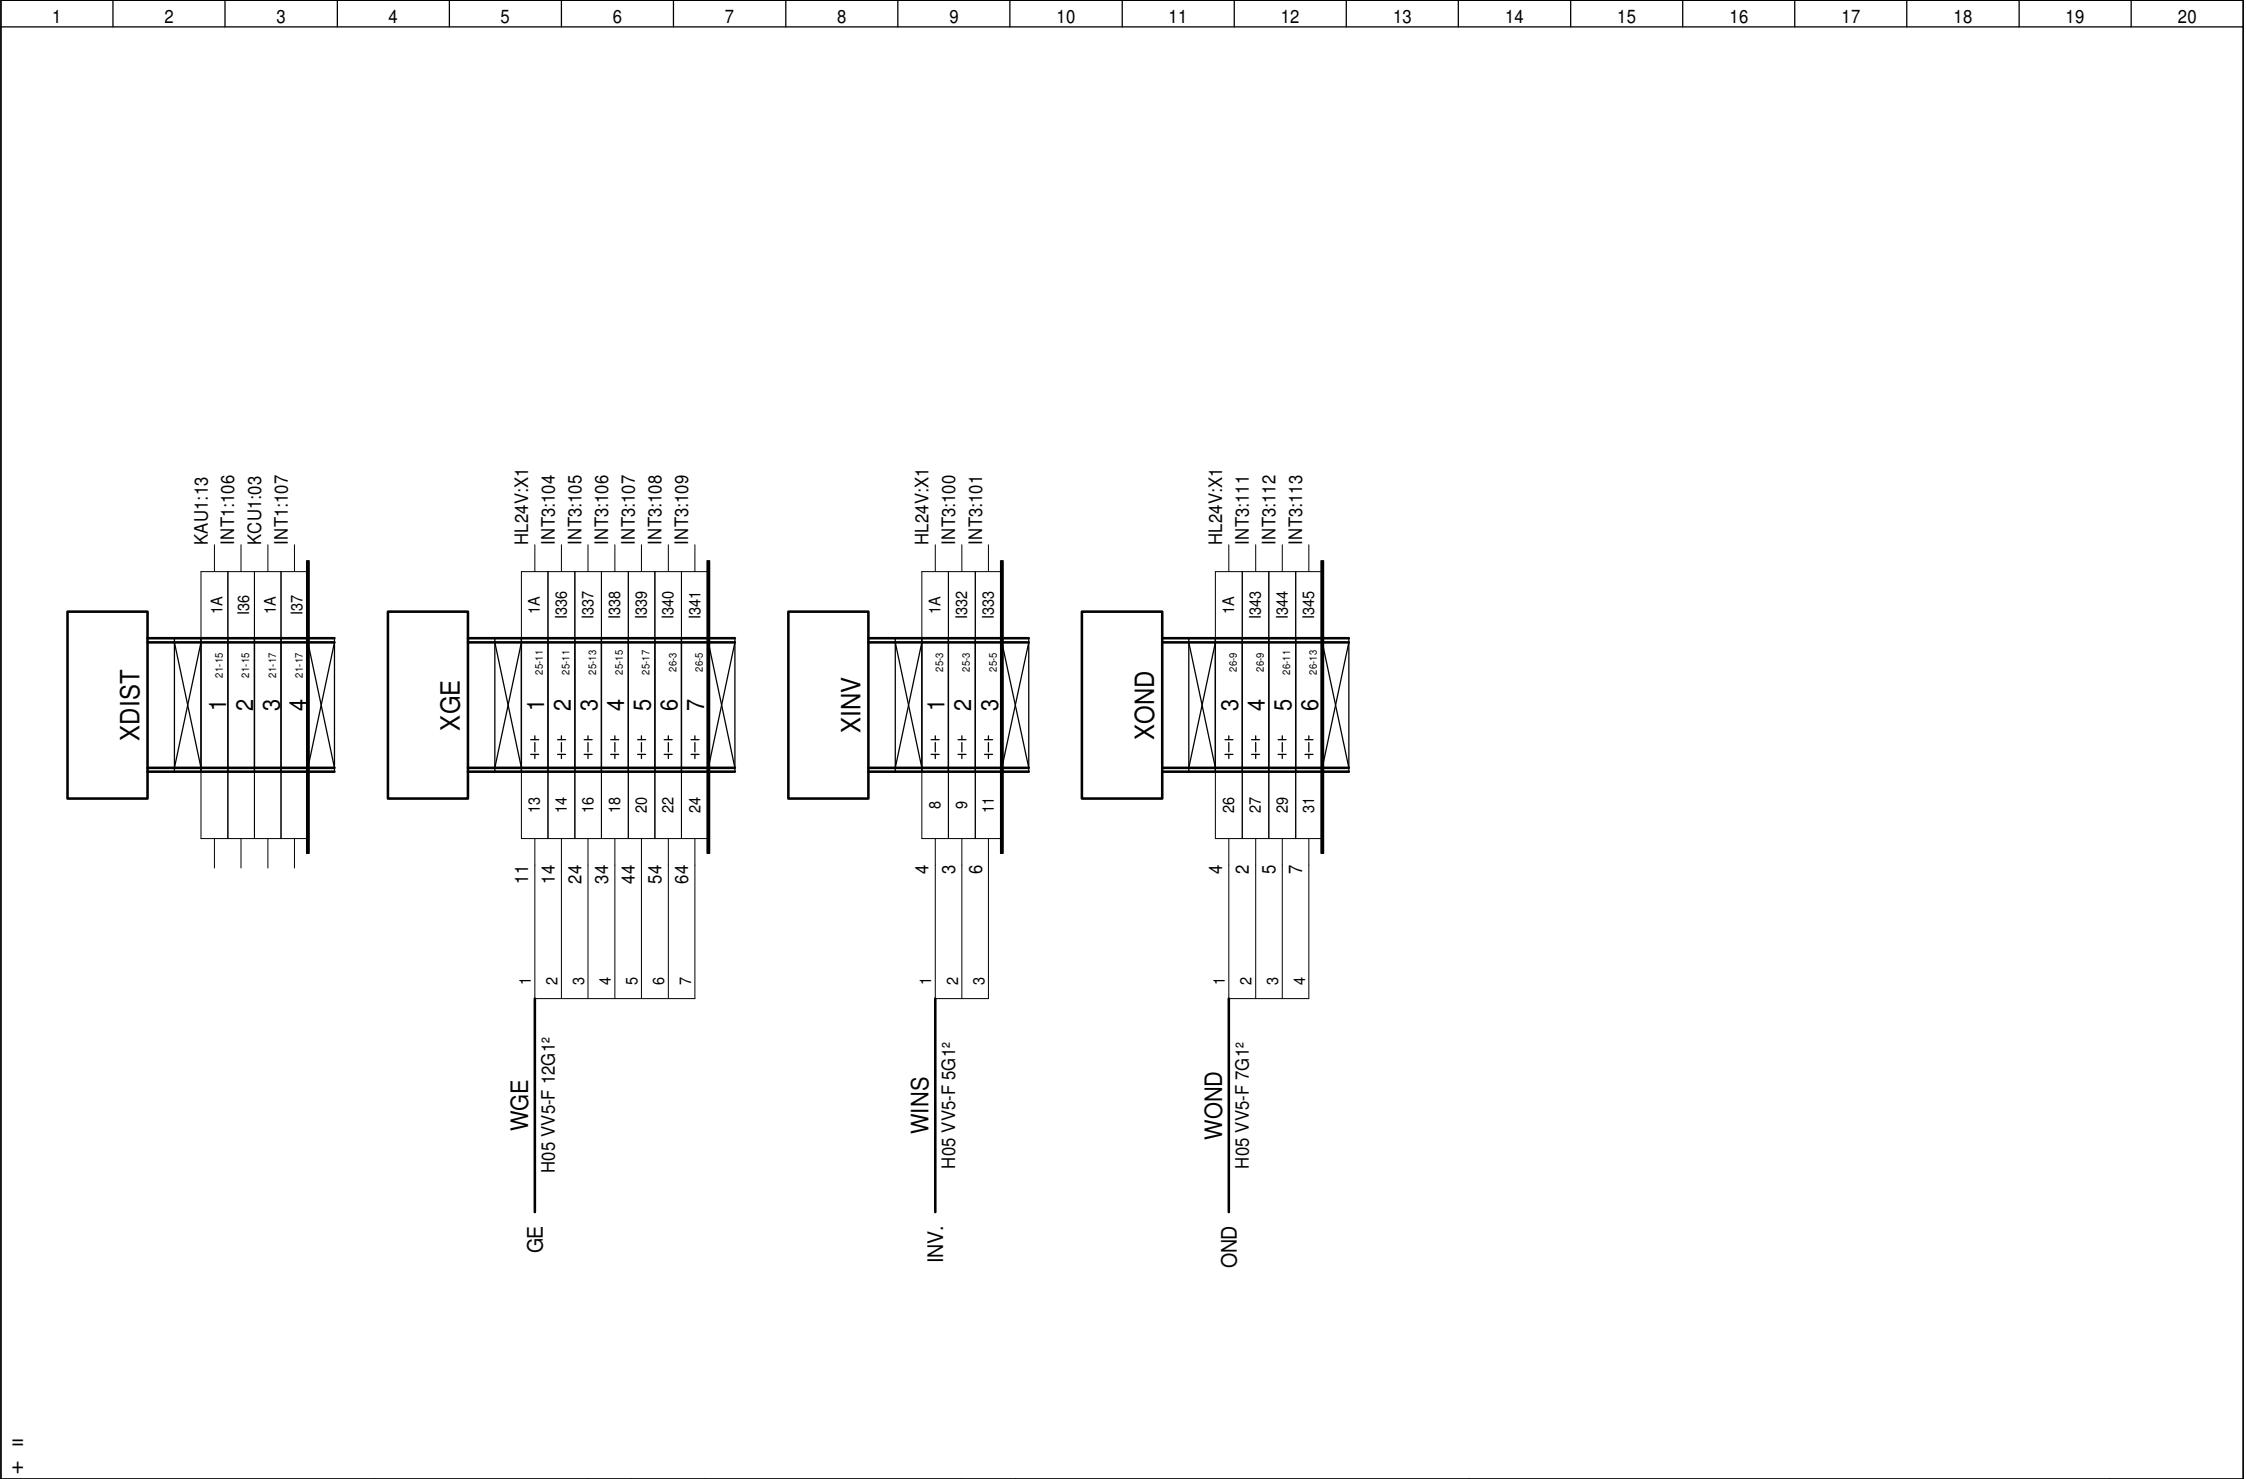 1 2 3 4 5 6 7 8 9 10 11 12 13 14 15 16 17 18 19 20
XDIST
KAU1:13
INT1:106
KCU1:03
INT1:107
1A
I36
1A
I37
21-15
21-15
21-17
21-17
1
2
3
4
XGE
HL24V:X1
INT3:104
INT3:105
INT3:106
INT3:107
INT3:108
INT3:109
1A
I336
I337
I338
I339
I340
I341
25-11
25-11
25-13
25-15
25-17
26-3
26-5
1
2
3
4
5
6
7
13
14
16
18
20
22
24
11
14
24
34
44
54
64
1
2
3
4
5
6
7
WGE
H05 VV5-F 12G1²
GE
XINV
HL24V:X1
INT3:100
INT3:101
1A
I332
I333
25-3
25-3
25-5
1
2
3
8
9
11
4
3
6
1
2
3
WINS
H05 VV5-F 5G1²
INV.
XOND
HL24V:X1
INT3:111
INT3:112
INT3:113
1A
I343
I344
I345
26-9
26-9
26-11
26-13
3
4
5
6
26
27
29
31
4
2
5
7
1
2
3
4
WOND
H05 VV5-F 7G1²
OND
=
+